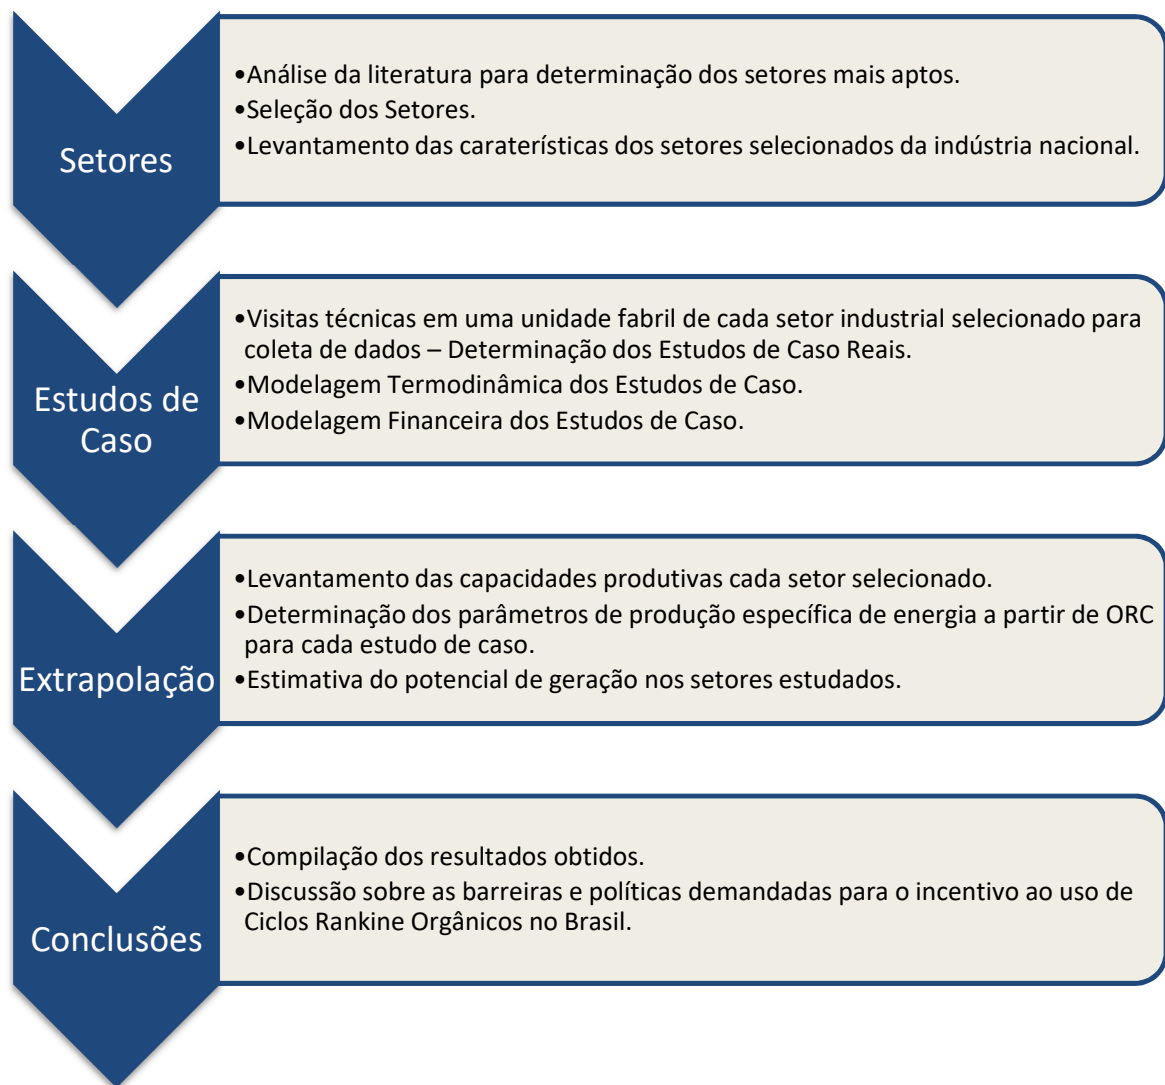 Setores
•Análise da literatura para determinação dos setores mais aptos.
•Seleção dos Setores.
•Levantamento das caraterísticas dos setores selecionados da indústria nacional.
Estudos de
Caso
•Visitas técnicas em uma unidade fabril de cada setor industrial selecionado para
coleta de dados – Determinação dos Estudos de Caso Reais.
•Modelagem Termodinâmica dos Estudos de Caso.
•Modelagem Financeira dos Estudos de Caso.
Extrapolação
•Levantamento das capacidades produtivas cada setor selecionado.
•Determinação dos parâmetros de produção específica de energia a partir de ORC
para cada estudo de caso.
•Estimativa do potencial de geração nos setores estudados.
Conclusões
•Compilação dos resultados obtidos.
•Discussão sobre as barreiras e políticas demandadas para o incentivo ao uso de
Ciclos Rankine Orgânicos no Brasil.